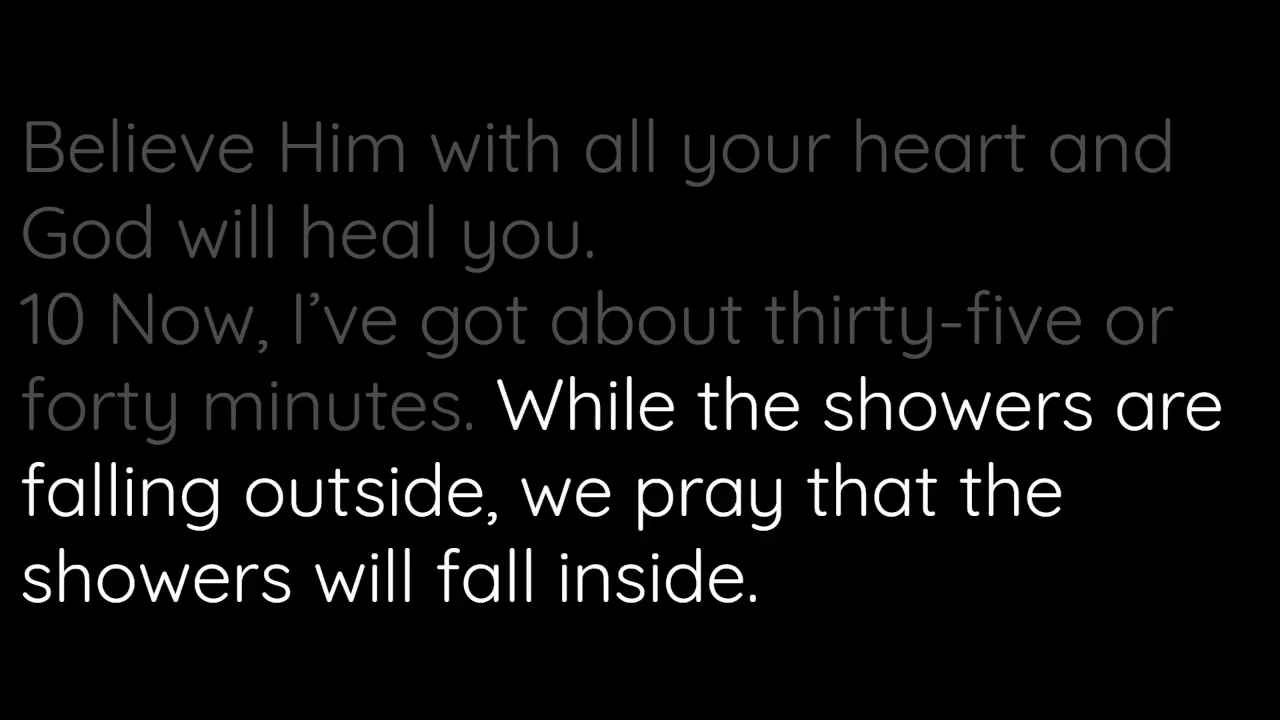 Believe Him with all your heart and
God will heal you.
10 Now, I’ve got about thirty-five or
forty minutes. While the showers are
falling outside, we pray that the
showers will fall inside.